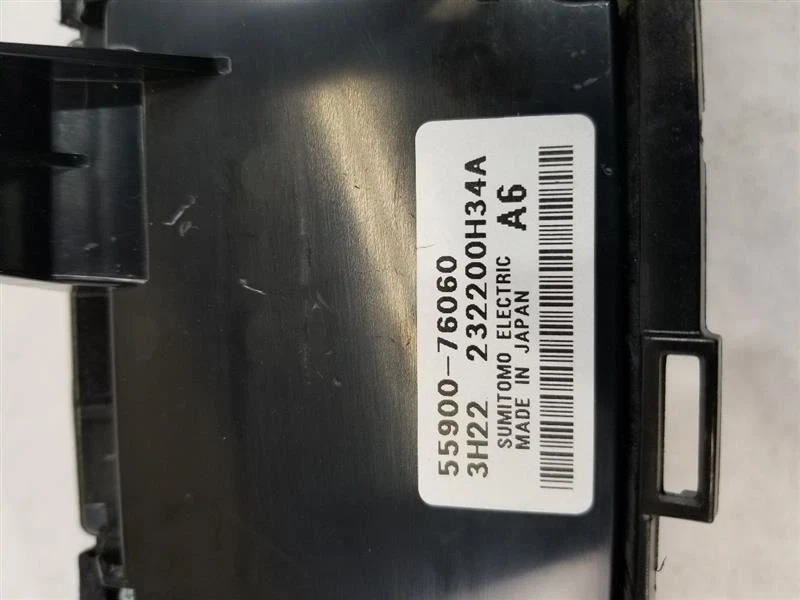 55900-76060
3H22 232200H34A
SUMITOMO ELECTRIC A6
MADE IN JAPAN